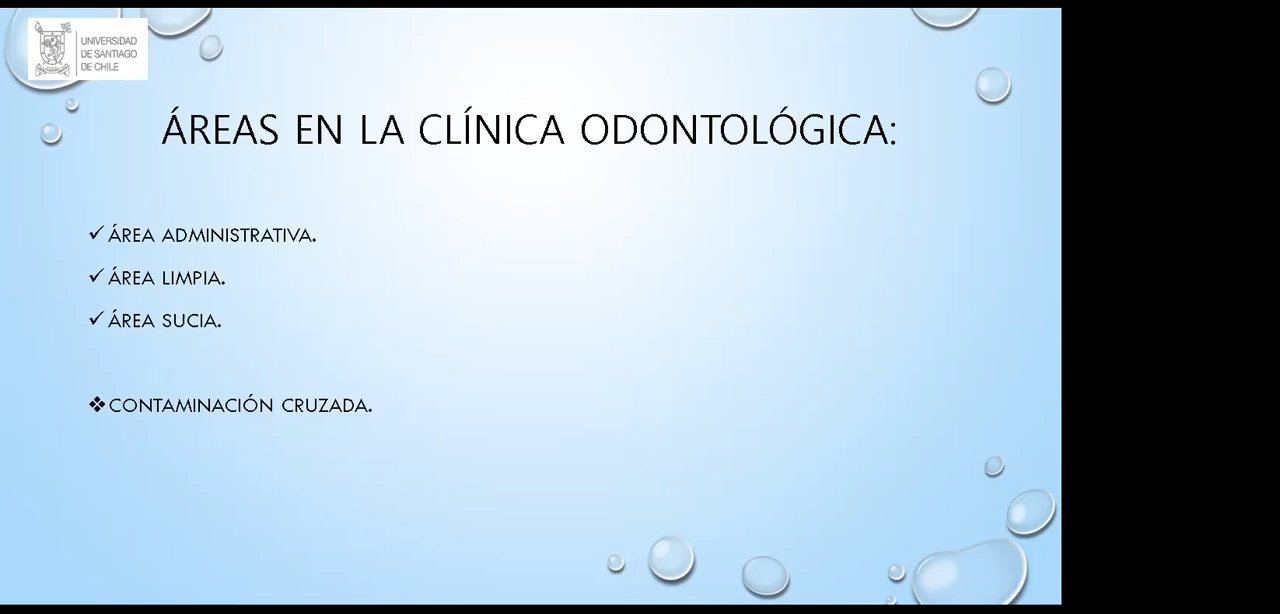 UNIVERSIDAD
DE SANTIAGO
DE CHILE
ÁREAS EN LA CLÍNICA ODONTOLÓGICA:
✓ ÁREA ADMINISTRATIVA.
✓ ÁREA LIMPIA.
✓ ÁREA SUCIA.
❖ CONTAMINACIÓN CRUZADA.